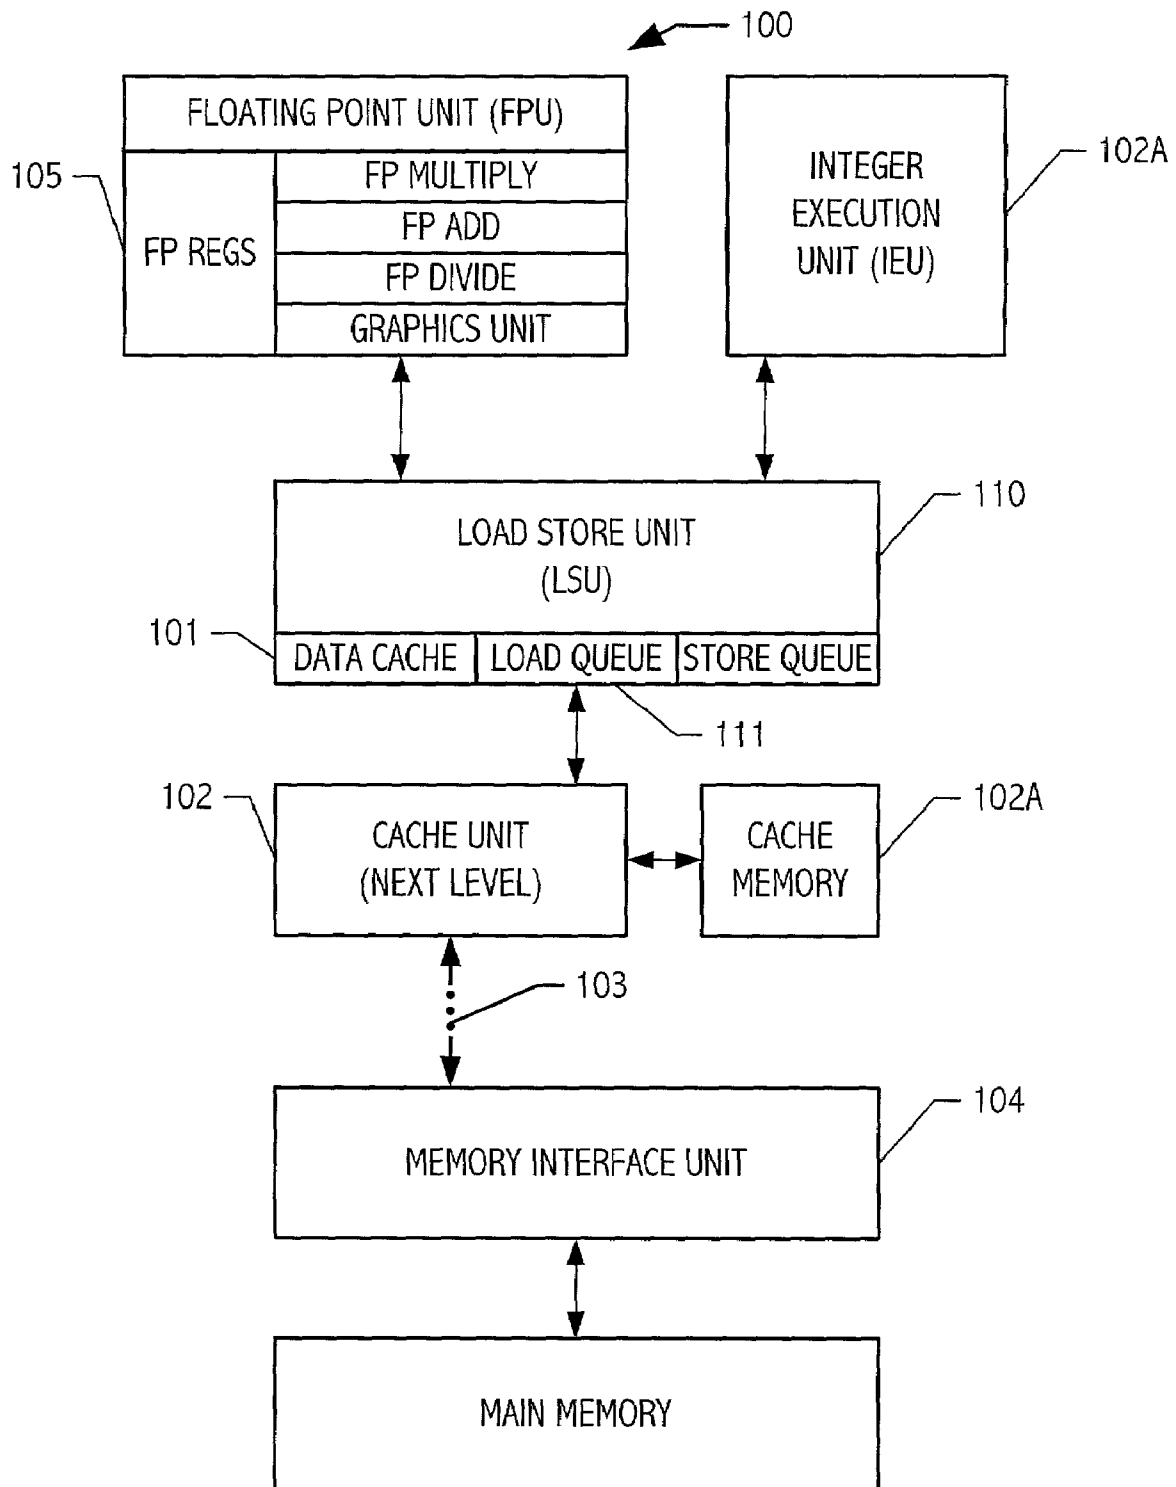 100
FLOATING POINT UNIT (FPU)
105
FP REGS
FP MULTIPLY
FP ADD
FP DIVIDE
GRAPHICS UNIT
INTEGER
EXECUTION
UNIT (IEU)
102A
LOAD STORE UNIT
(LSU)
110
101
DATA CACHE
LOAD QUEUE
STORE QUEUE
111
102
CACHE UNIT
(NEXT LEVEL)
CACHE
MEMORY
102A
103
MEMORY INTERFACE UNIT
104
MAIN MEMORY